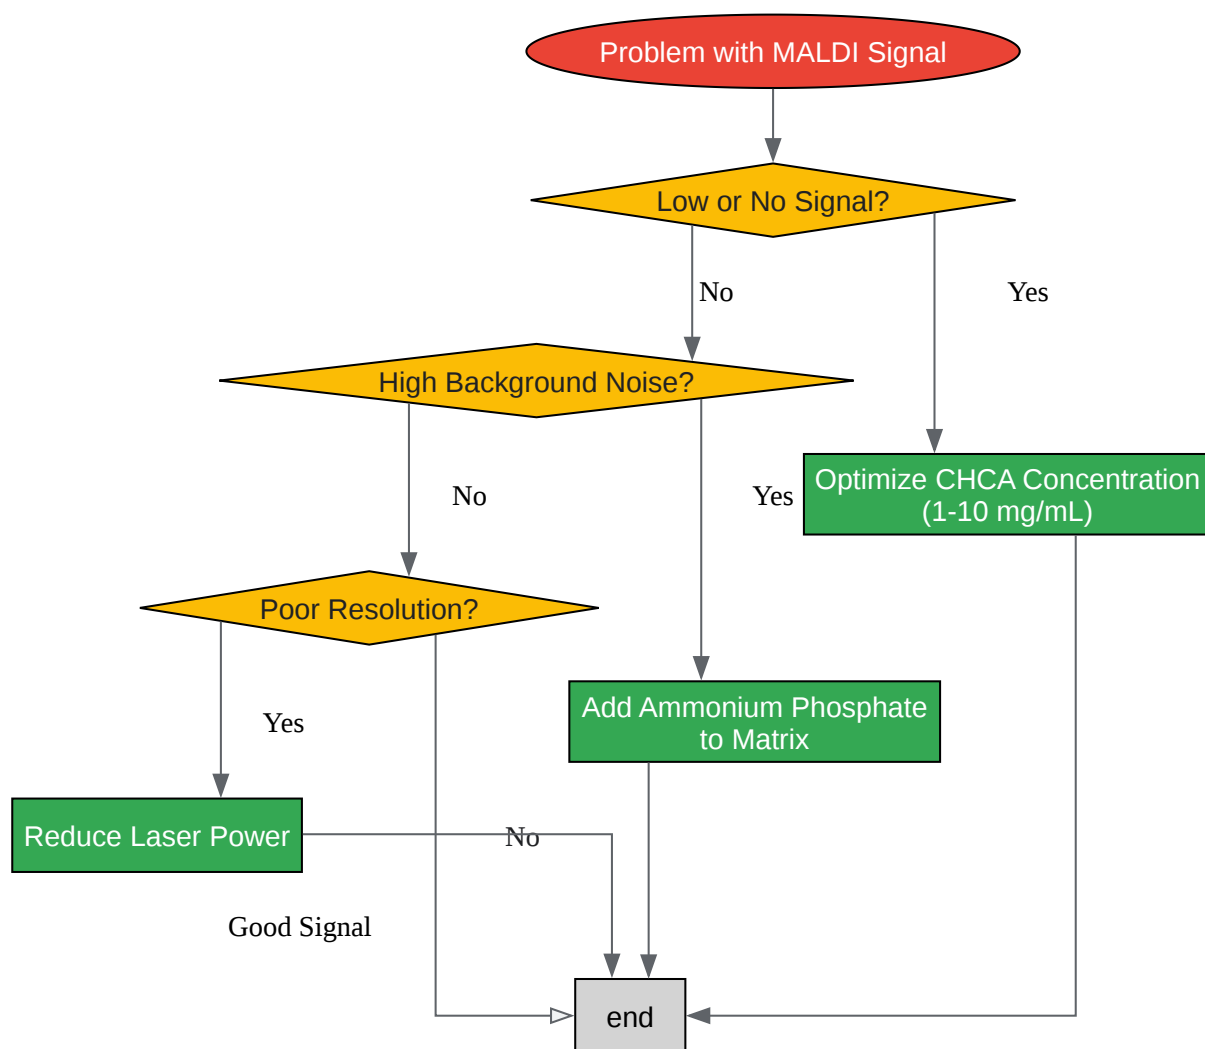 Problem with MALDI Signal
Low or No Signal?
No
Yes
High Background Noise?
Optimize CHCA Concentration
(1-10 mg/mL)
No
Yes
Poor Resolution?
Add Ammonium Phosphate
to Matrix
Yes
Reduce Laser Power
No
Good Signal
end